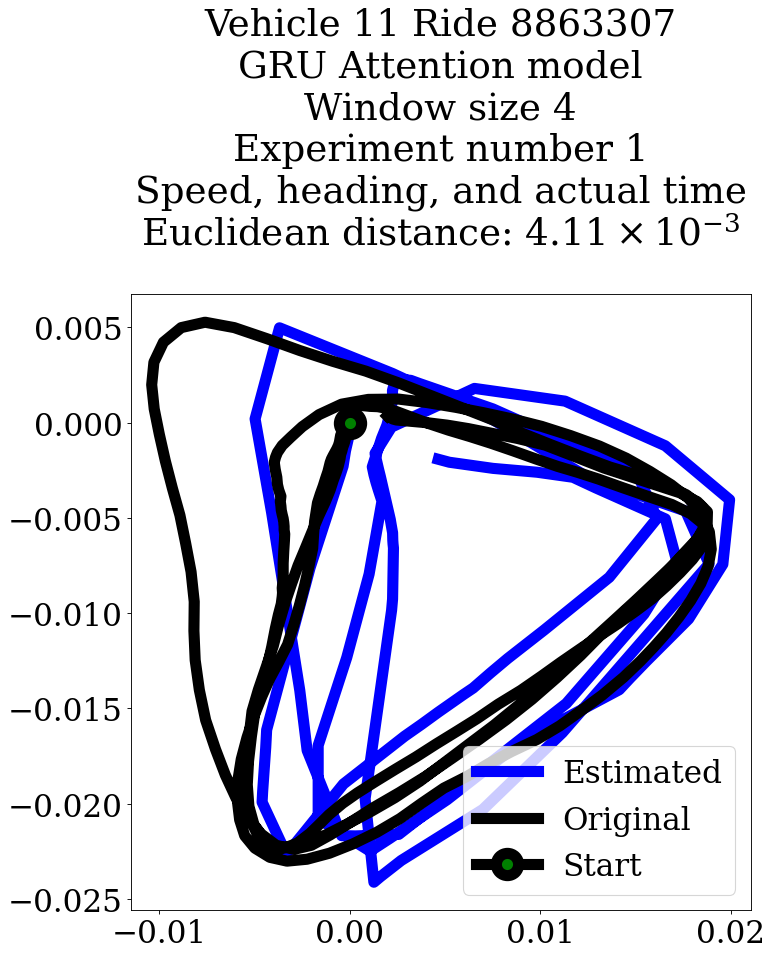 Vehicle 11 Ride 8863307
GRU Attention model
Window size 4
Experiment number 1
Speed, heading, and actual time
Euclidean distance: 4.11 × 10⁻³
0.005
0.000
−0.005
−0.010
−0.015
−0.020
−0.025
−0.01
0.00
0.01
0.02
Estimated
Original
Start